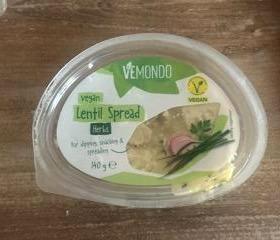 VEMONDO
vegan
Lentil Spread
Herbs
for dipping, snacking &
spreading
140 g e
VEGAN